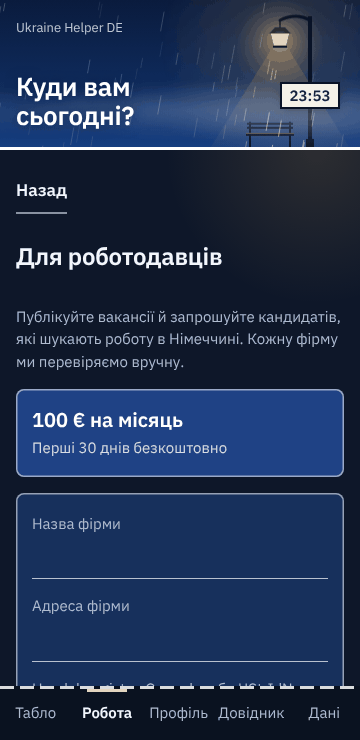 Ukraine Helper DE
Куди вам
сьогодні?
23:53
Назад
Для роботодавців
Публікуйте вакансії й запрошуйте кандидатів,
які шукають роботу в Німеччині. Кожну фірму
ми перевіряємо вручну.
100 € на місяць
Перші 30 днів безкоштовно
Назва фірми
Адреса фірми
Табло
Робота
Профіль
Довідник
Дані